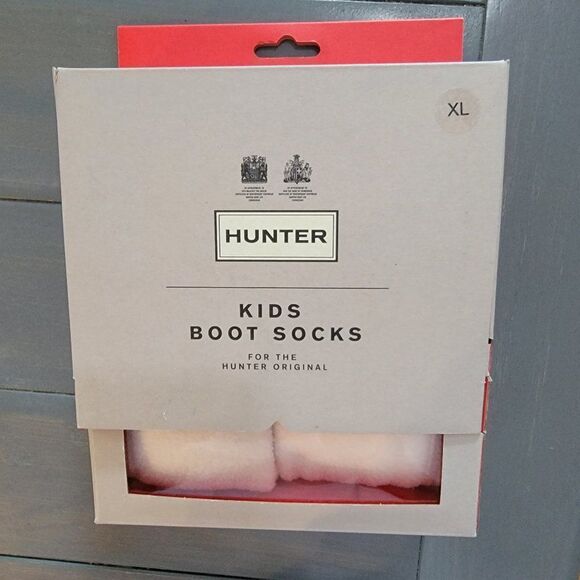 XL
HUNTER
KIDS
BOOT SOCKS
FOR THE
HUNTER ORIGINAL